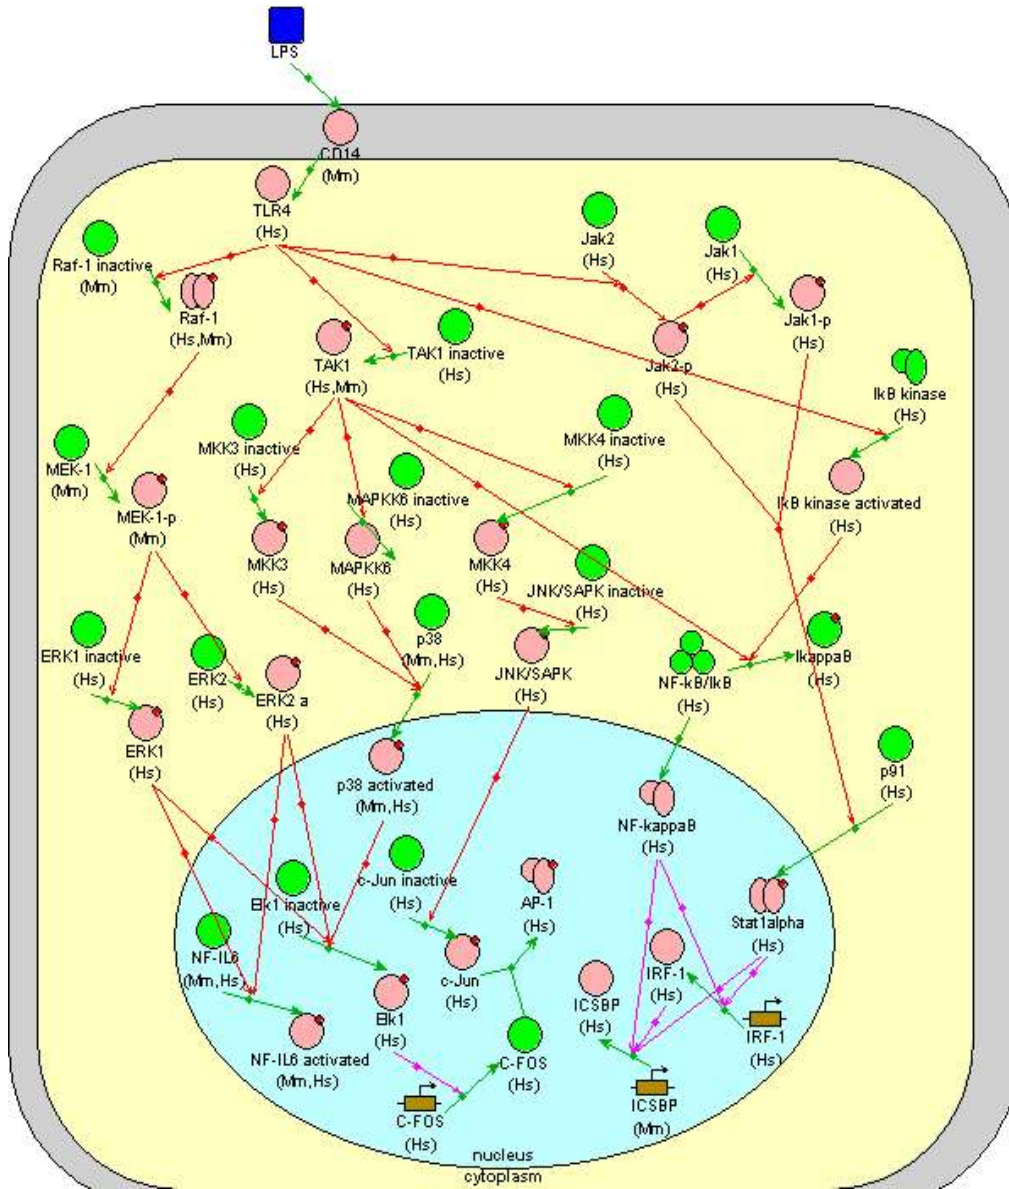 LPS
CD14
(Mm)
TLR4
(Hs)
Raf-1 inactive
(Mm)
Jak2
(Hs)
Jak1
(Hs)
Raf-1
(Hs,Mm)
Jak1-p
(Hs)
TAK1
(Hs,Mm)
TAK1 inactive
(Hs)
Jak2-p
(Hs)
IkB kinase
(Hs)
MKK3 inactive
(Hs)
MKK4 inactive
(Hs)
MEK-1
(Mm)
MAPKK6 inactive
(Hs)
IkB kinase activated
(Hs)
MEK-1-p
(Mm)
MKK3
(Hs)
MAPKK6
(Hs)
MKK4
(Hs)
JNK/SAPK inactive
(Hs)
p38
(Mm,Hs)
ERK1 inactive
(Hs)
ERK2
(Hs)
ERK2 a
(Hs)
JNK/SAPK
(Hs)
NF-kB/IkB
(Hs)
IkappaB
(Hs)
ERK1
(Hs)
p38 activated
(Mm,Hs)
p91
(Hs)
NF-kappaB
(Hs)
c-Jun inactive
(Hs)
Elk1 inactive
(Hs)
AP-1
(Hs)
Stat1alpha
(Hs)
NF-IL6
(Mm,Hs)
c-Jun
(Hs)
IRF-1
(Hs)
ICSBP
(Hs)
Elk1
(Hs)
IRF-1
(Hs)
NF-IL6 activated
(Mm,Hs)
C-FOS
(Hs)
C-FOS
(Hs)
ICSBP
(Mm)
nucleus
cytoplasm